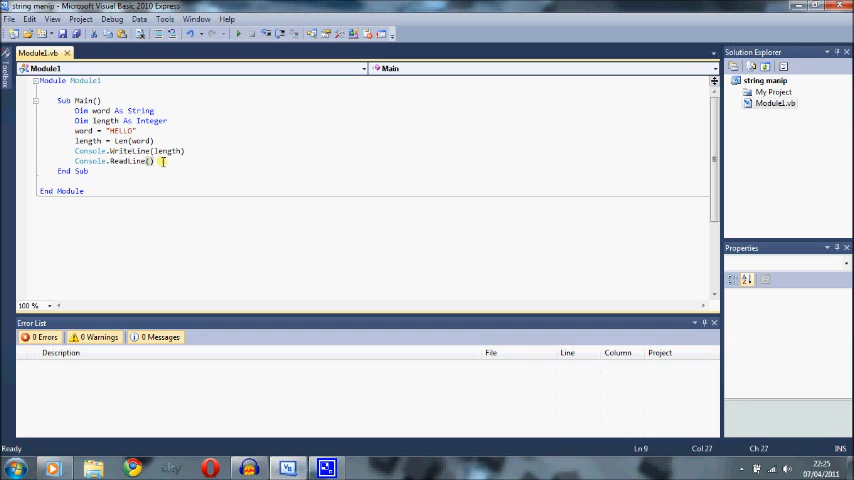 string manip - Microsoft Visual Basic 2010 Express
File Edit View Project Debug Data Tools Window Help
Module1.vb
Module1 Main
Module Module1
Sub Main()
Dim word As String
Dim length As Integer
word = "HELLO"
length = Len(word)
Console.WriteLine(length)
Console.ReadLine()
End Sub
End Module
100 %
Toolbox
Solution Explorer
string manip
My Project
Module1.vb
Properties
Error List
0 Errors 0 Warnings 0 Messages
Description File Line Column Project
Ready Ln 9 Col 27 Ch 27 INS
sky
22:25
07/04/2011